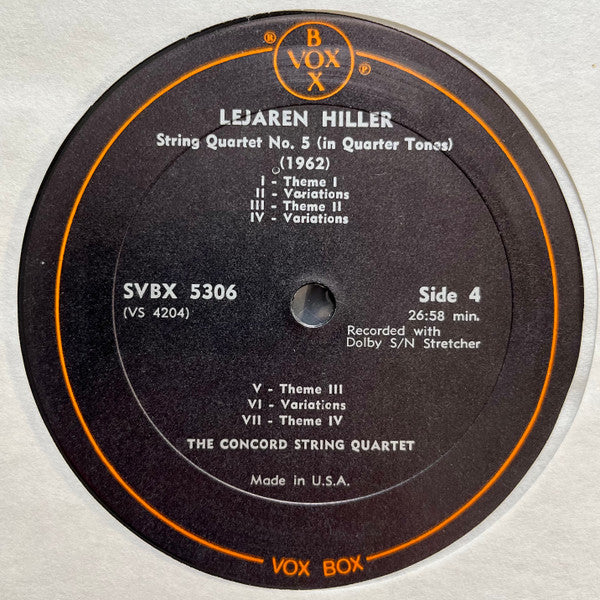 ®
BOX
VOX
℗
LEJAREN HILLER
String Quartet No. 5 (in Quarter Tones)
(1962)
I - Theme I
II - Variations
III - Theme II
IV - Variations
SVBX 5306
(VS 4204)
Side 4
26:58 min.
Recorded with
Dolby S/N Stretcher
V - Theme III
VI - Variations
VII - Theme IV
THE CONCORD STRING QUARTET
Made in U.S.A.
VOX BOX